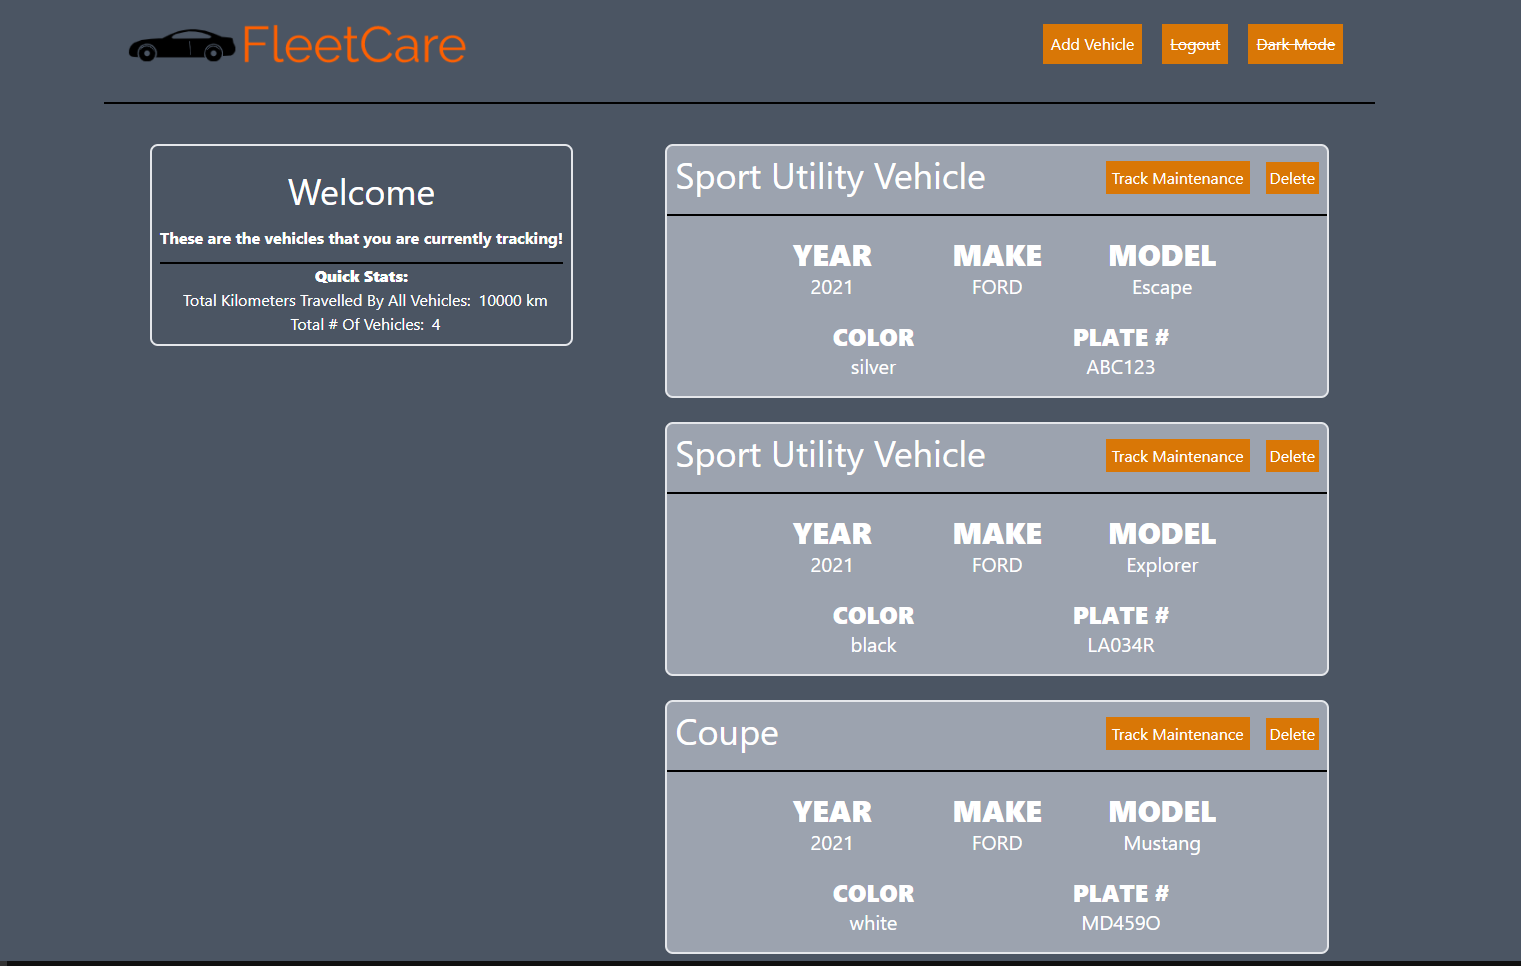 FleetCare
Add Vehicle Logout Dark Mode
Welcome
These are the vehicles that you are currently tracking!
Quick Stats:
Total Kilometers Travelled By All Vehicles: 10000 km
Total # Of Vehicles: 4
Sport Utility Vehicle Track Maintenance Delete
YEAR MAKE MODEL
2021 FORD Escape
COLOR PLATE #
silver ABC123
Sport Utility Vehicle Track Maintenance Delete
YEAR MAKE MODEL
2021 FORD Explorer
COLOR PLATE #
black LA034R
Coupe Track Maintenance Delete
YEAR MAKE MODEL
2021 FORD Mustang
COLOR PLATE #
white MD459O